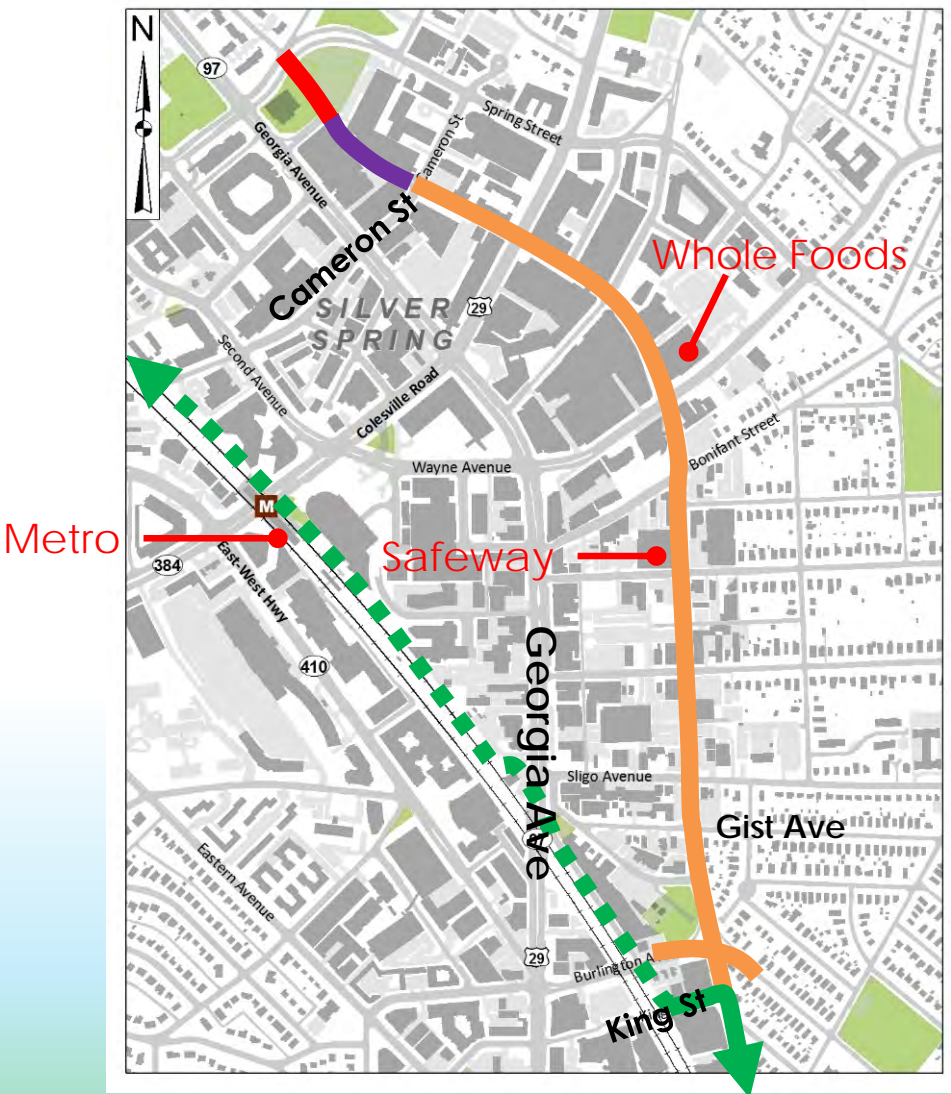 N
97
Georgia Avenue
Cameron St
Spring Street
Cameron St
Whole Foods
SILVER
SPRING
29
Second Avenue
Colesville Road
Bonifant Street
Wayne Avenue
M
Metro
Safeway
384
East-West Hwy
410
Georgia Ave
Sligo Avenue
Gist Ave
Eastern Avenue
29
Burlington A
King St